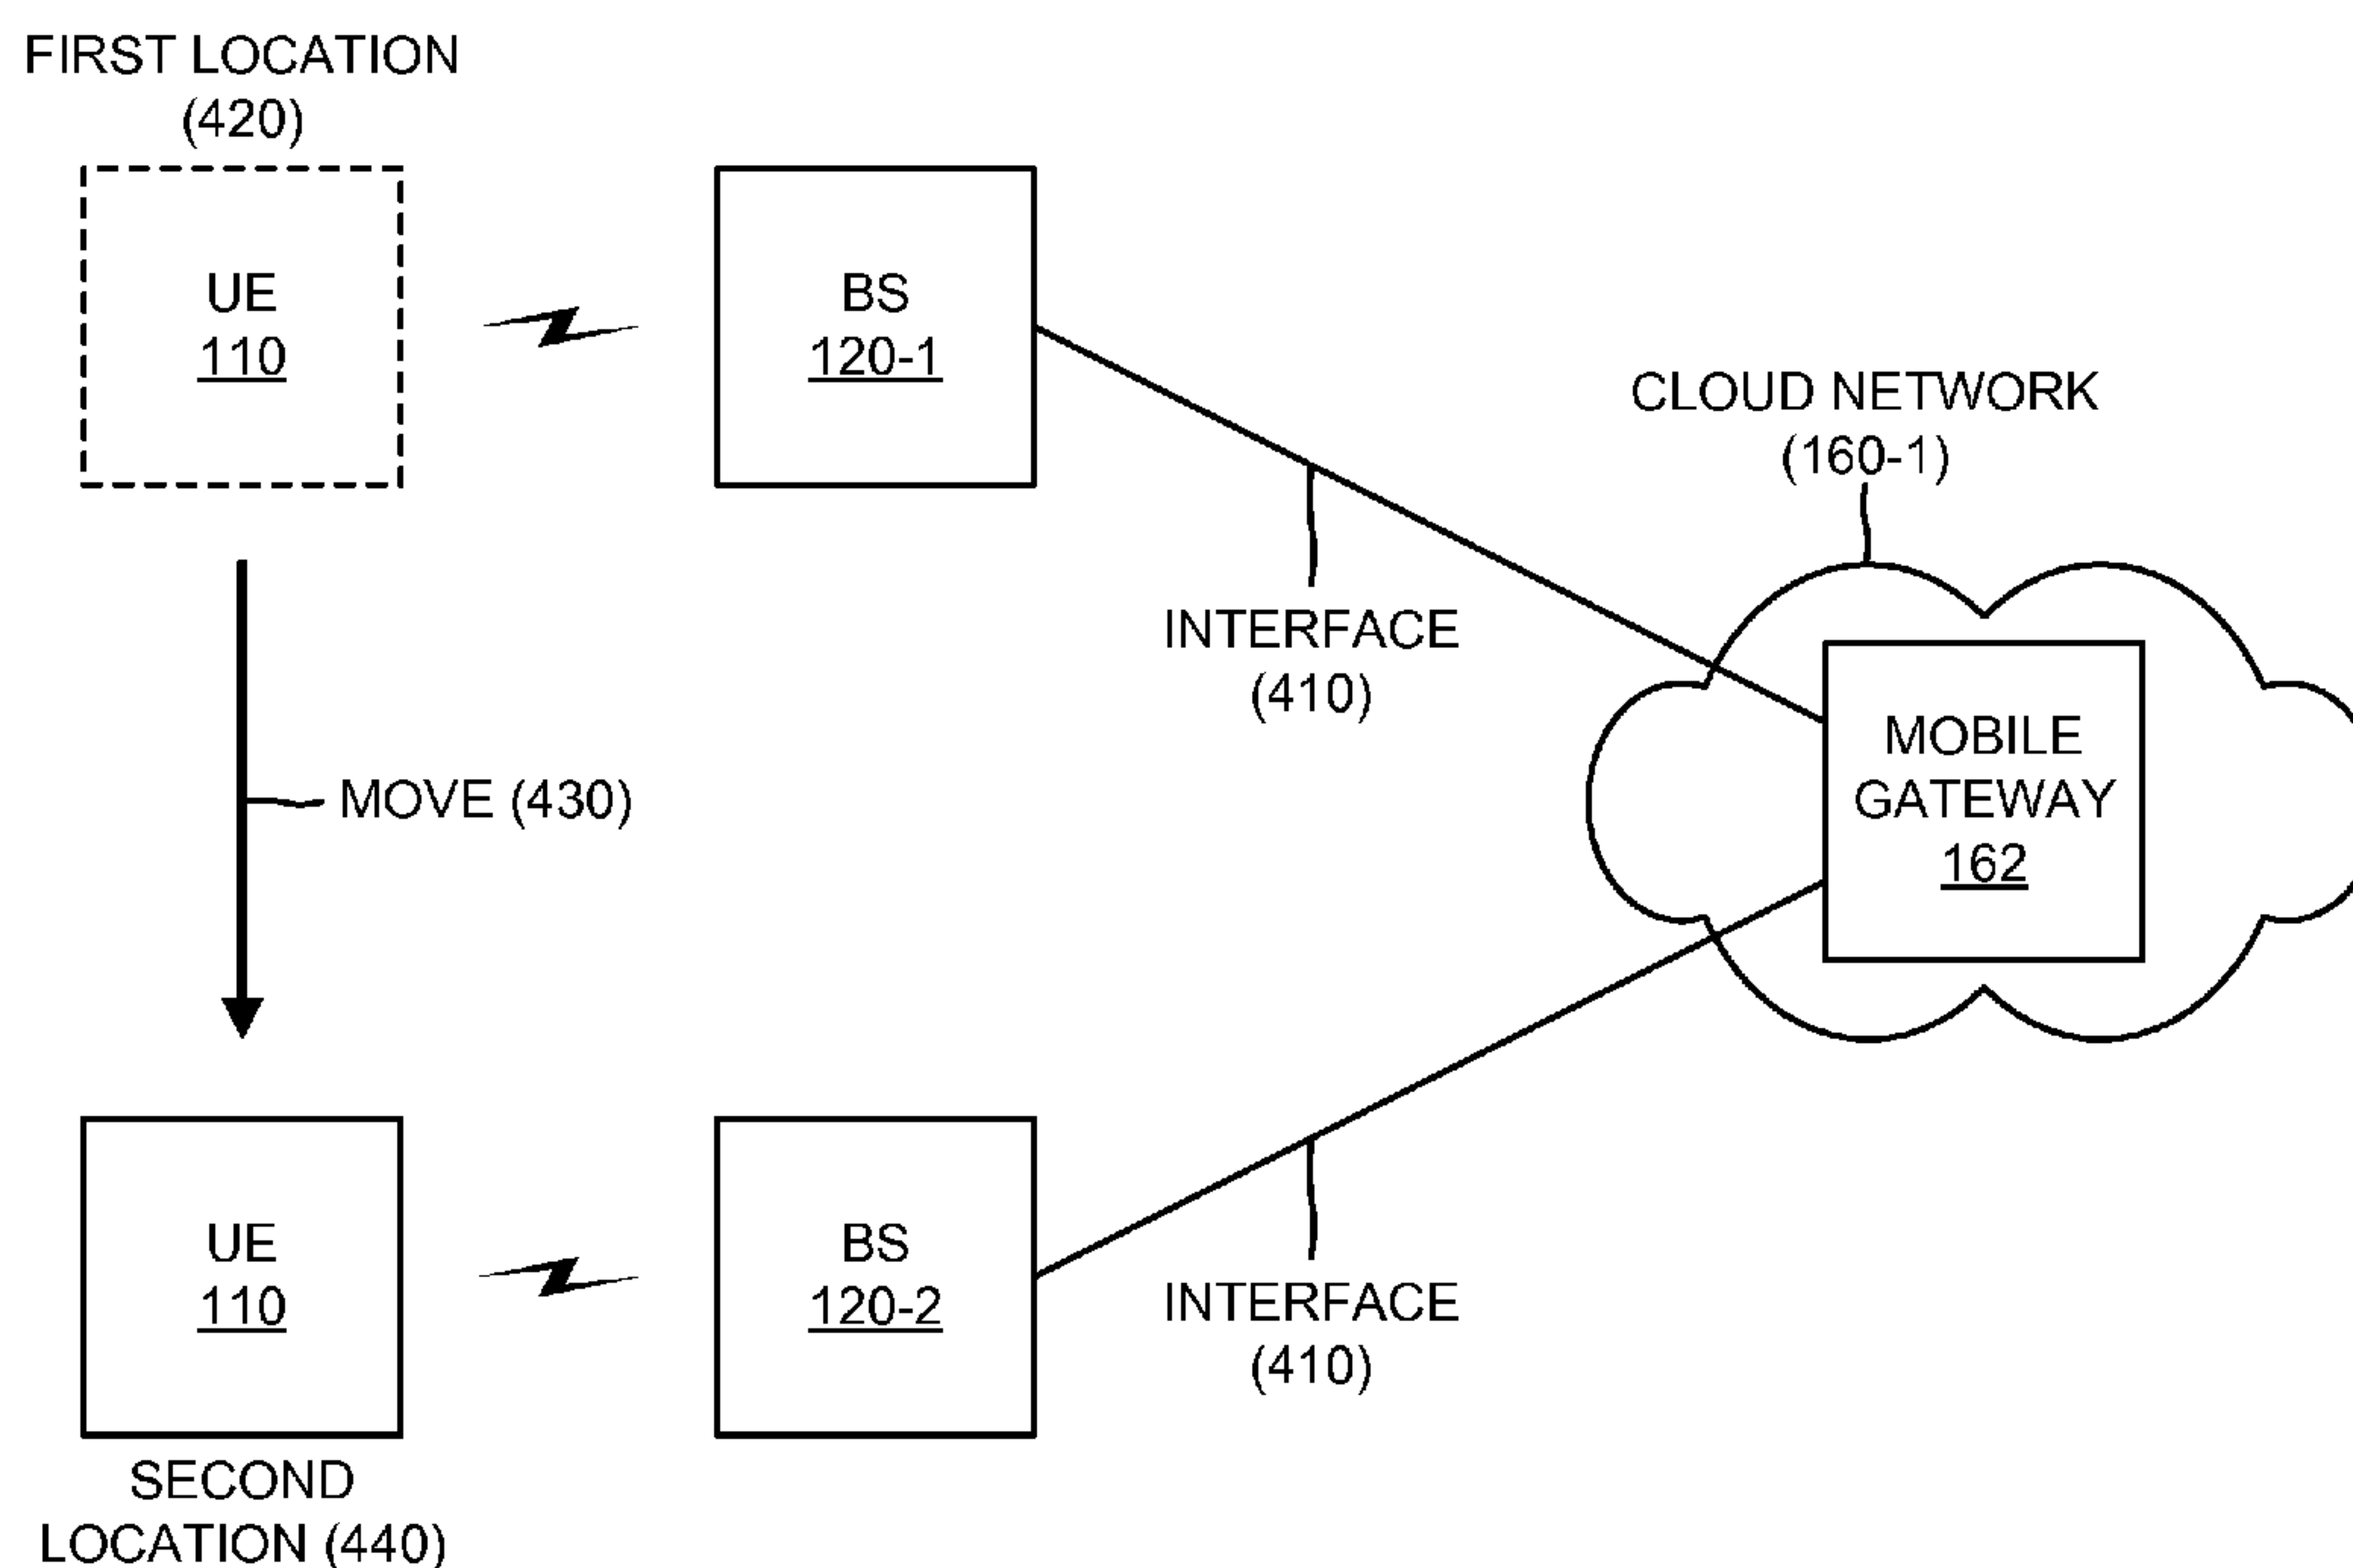 FIRST LOCATION
(420)
UE
110
BS
120-1
CLOUD NETWORK
(160-1)
INTERFACE
(410)
MOBILE
GATEWAY
162
MOVE (430)
UE
110
BS
120-2
INTERFACE
(410)
SECOND
LOCATION (440)